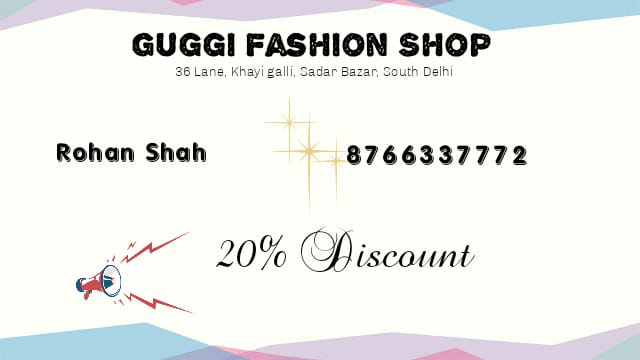 GUGGI FASHION SHOP
36 Lane, Khayi galli, Sadar Bazar, South Delhi
Rohan Shah 8766337772
20% Discount